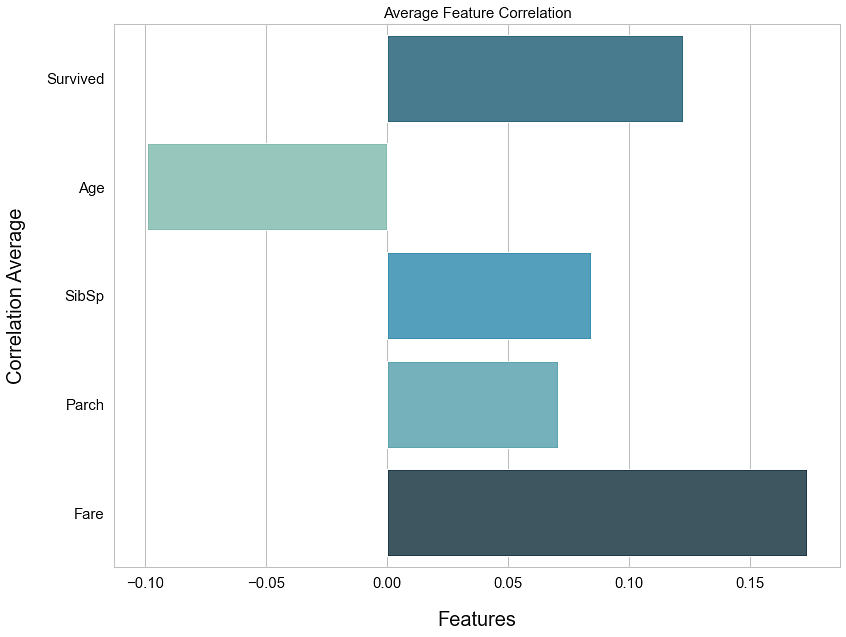 Average Feature Correlation
Survived
Age
SibSp
Parch
Fare
Correlation Average
−0.10
−0.05
0.00
0.05
0.10
0.15
Features